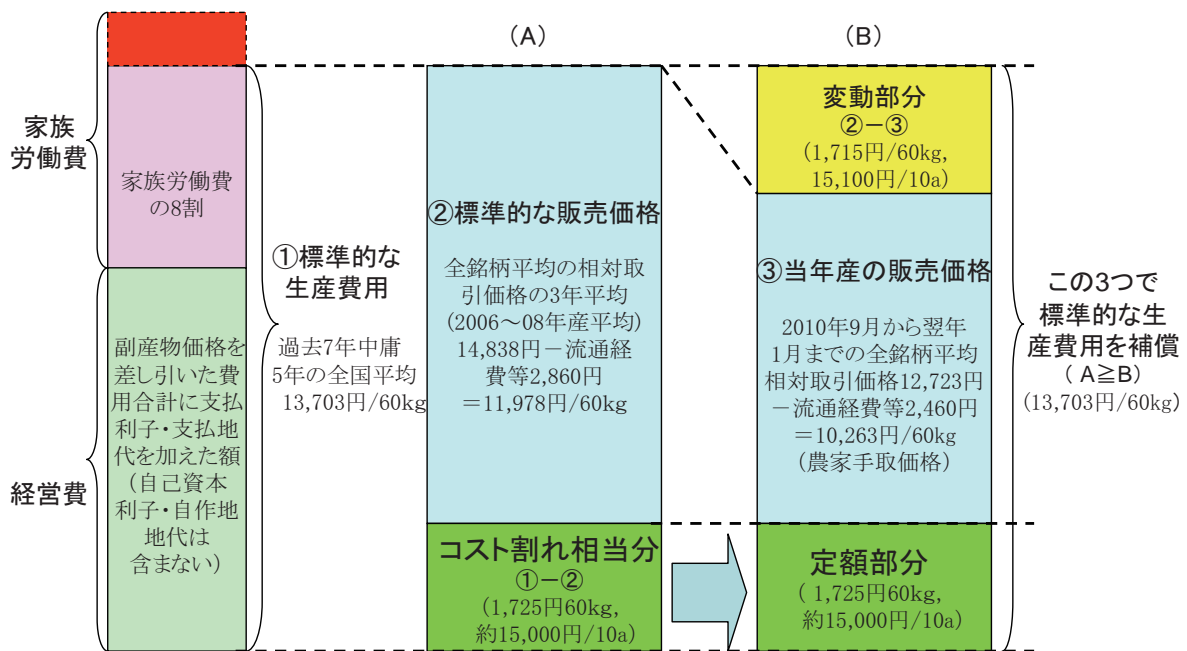 家族
労働費
経営費
家族労働費
の8割
副産物価格を
差し引いた費
用合計に支払
利子・支払地
代を加えた額
(自己資本
利子・自作地
地代は
含まない)
①標準的な
生産費用
過去7年中庸
5年の全国平均
13,703円/60kg
(A)
②標準的な販売価格
全銘柄平均の相対取
引価格の3年平均
(2006～08年産平均)
14,838円－流通経
費等2,860円
＝11,978円/60kg
コスト割れ相当分
①－②
(1,725円60kg,
約15,000円/10a)
(B)
変動部分
②－③
(1,715円/60kg,
15,100円/10a)
③当年産の販売価格
2010年9月から翌年
1月までの全銘柄平均
相対取引価格12,723円
－流通経費等2,460円
＝10,263円/60kg
(農家手取価格)
定額部分
( 1,725円/60kg,
約15,000円/10a)
この3つで
標準的な生
産費用を補償
( A≧B)
(13,703円/60kg)